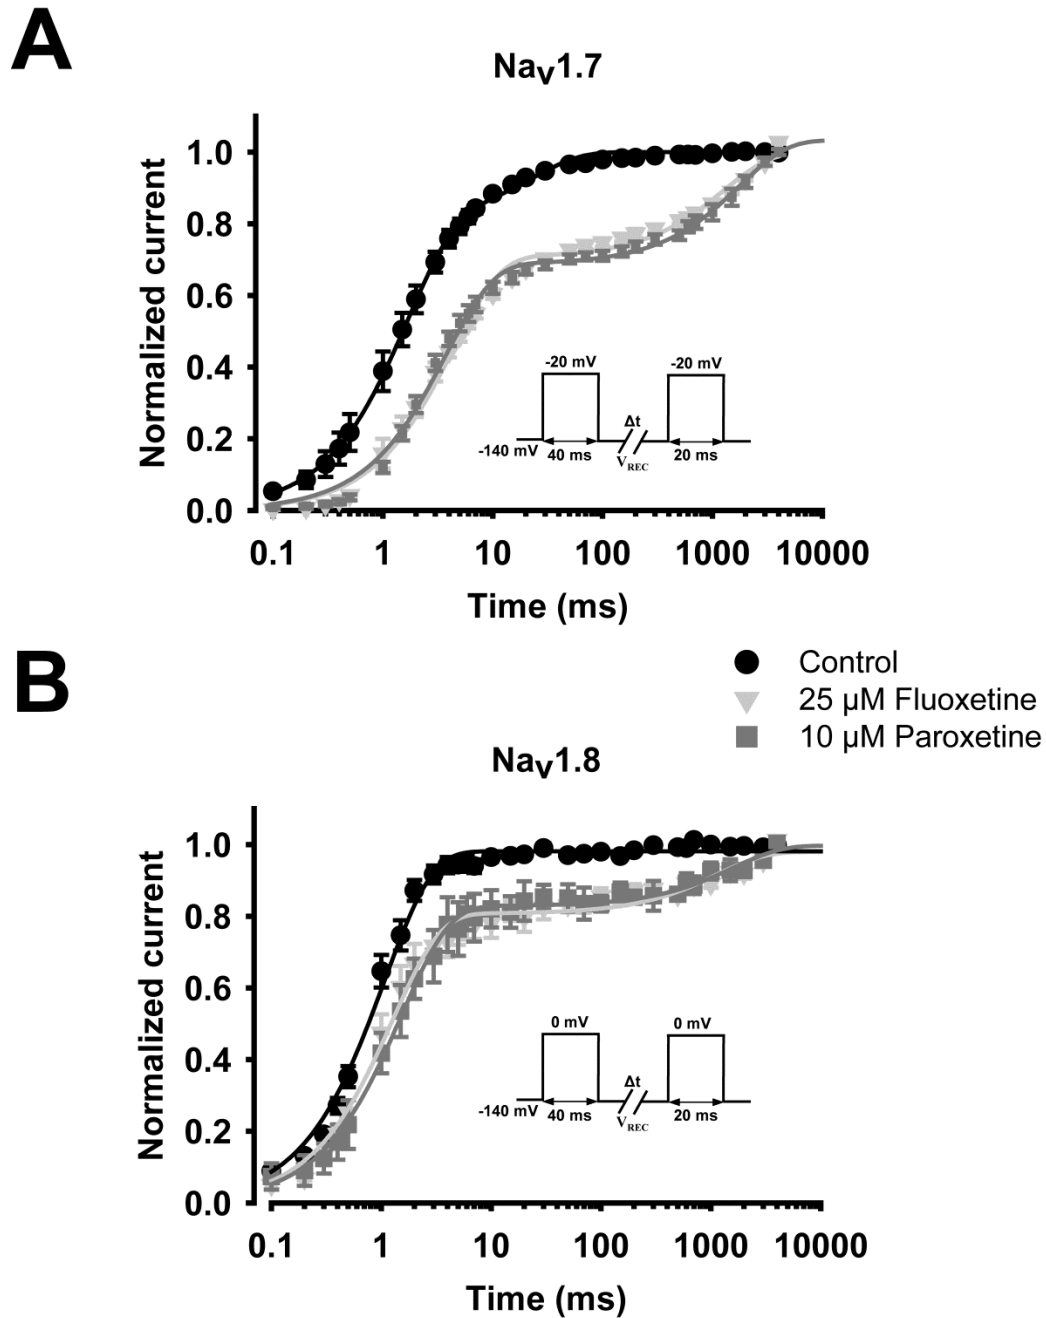 A
Nav1.7
Normalized current
1.0
0.8
0.6
0.4
0.2
0.0
-20 mV -20 mV
Δt
-140 mV 40 ms VREC 20 ms
0.1 1 10 100 1000 10000
Time (ms)
B
Control
25 µM Fluoxetine
10 µM Paroxetine
Nav1.8
Normalized current
1.0
0.8
0.6
0.4
0.2
0.0
0 mV 0 mV
Δt
-140 mV 40 ms VREC 20 ms
0.1 1 10 100 1000 10000
Time (ms)